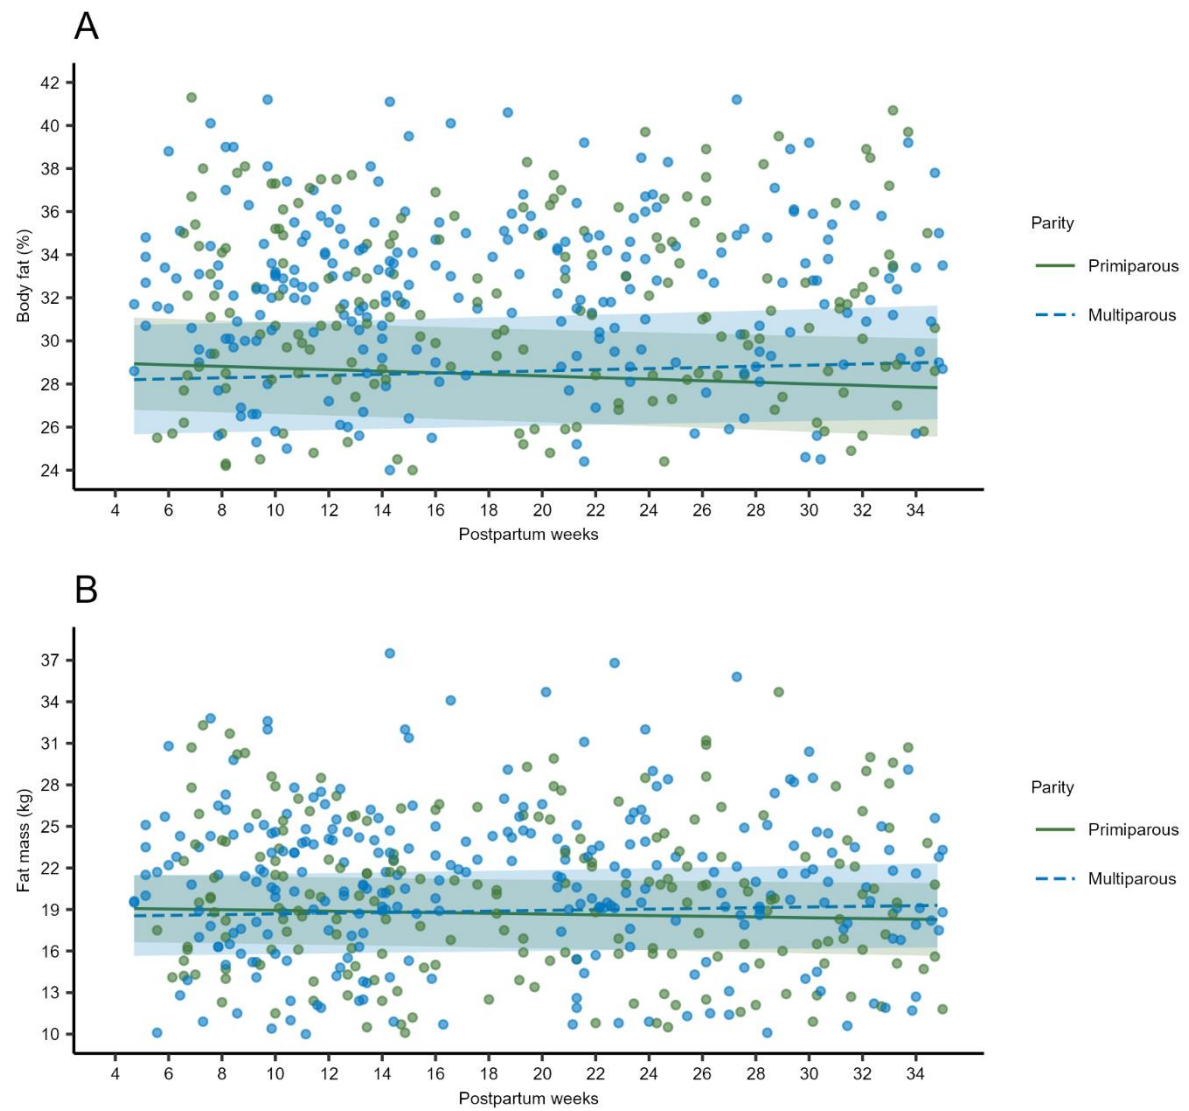 A
42
40
38
36
34
32
30
28
26
24
Body fat (%)
4 6 8 10 12 14 16 18 20 22 24 26 28 30 32 34
Postpartum weeks
Parity
Primiparous
Multiparous
B
37
34
31
28
25
22
19
16
13
10
Fat mass (kg)
4 6 8 10 12 14 16 18 20 22 24 26 28 30 32 34
Postpartum weeks
Parity
Primiparous
Multiparous